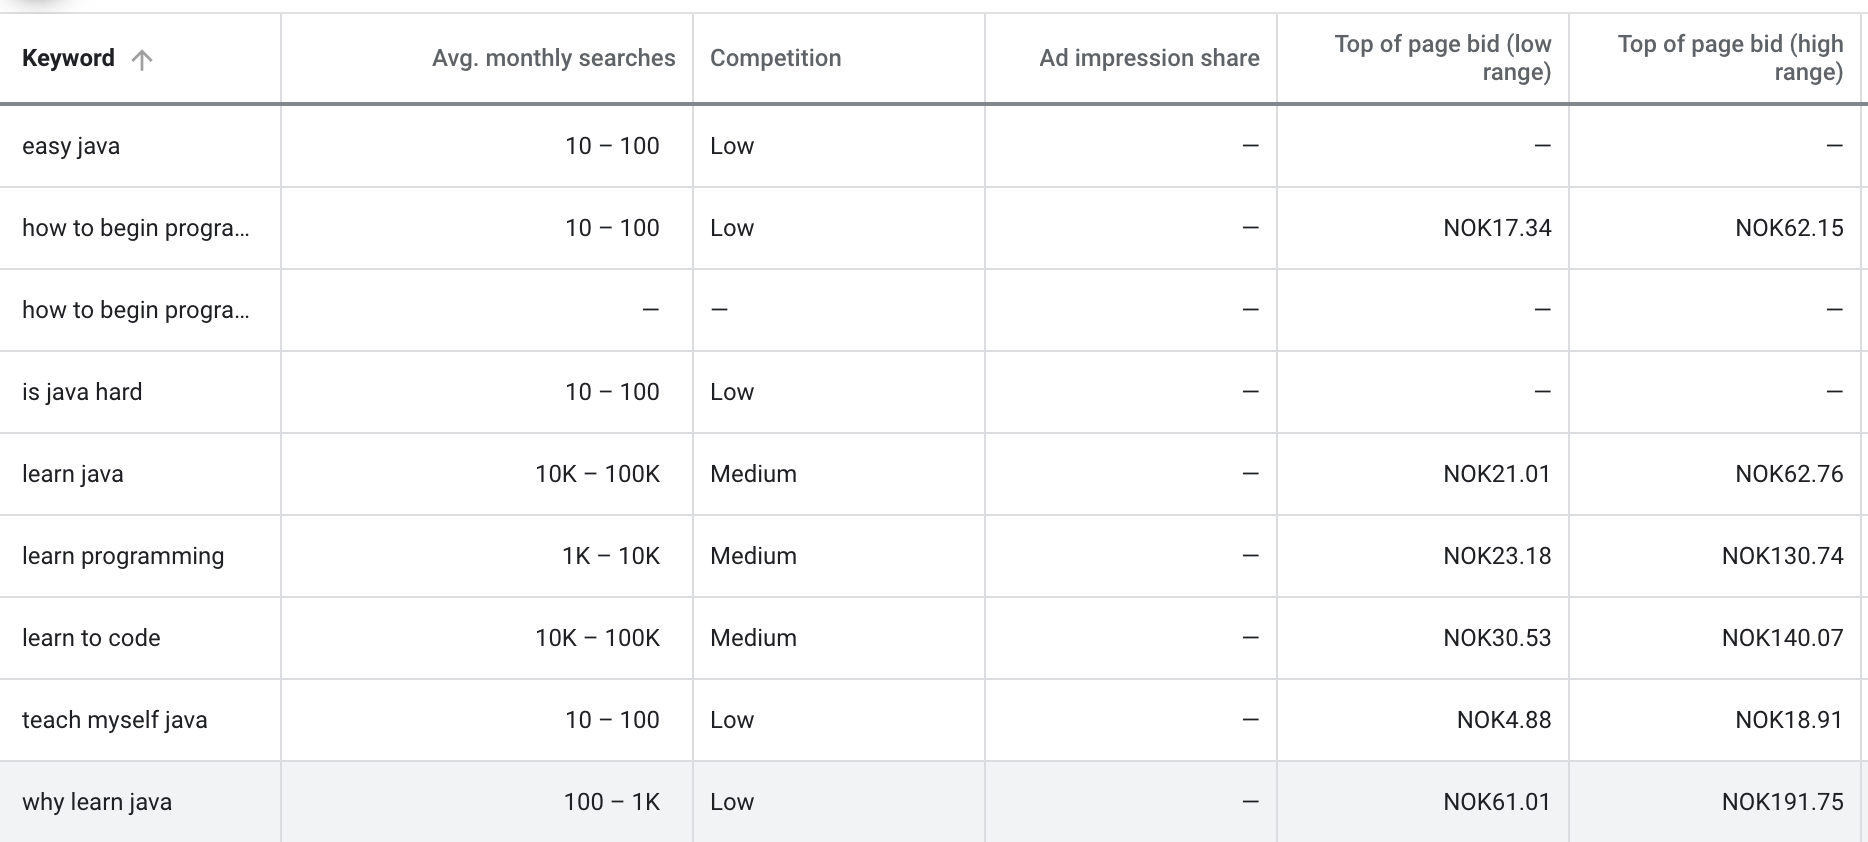 Keyword ↑ Avg. monthly searches Competition Ad impression share Top of page bid (low range) Top of page bid (high range)
easy java 10 – 100 Low — — —
how to begin progra... 10 – 100 Low — NOK17.34 NOK62.15
how to begin progra... — — — — —
is java hard 10 – 100 Low — — —
learn java 10K – 100K Medium — NOK21.01 NOK62.76
learn programming 1K – 10K Medium — NOK23.18 NOK130.74
learn to code 10K – 100K Medium — NOK30.53 NOK140.07
teach myself java 10 – 100 Low — NOK4.88 NOK18.91
why learn java 100 – 1K Low — NOK61.01 NOK191.75